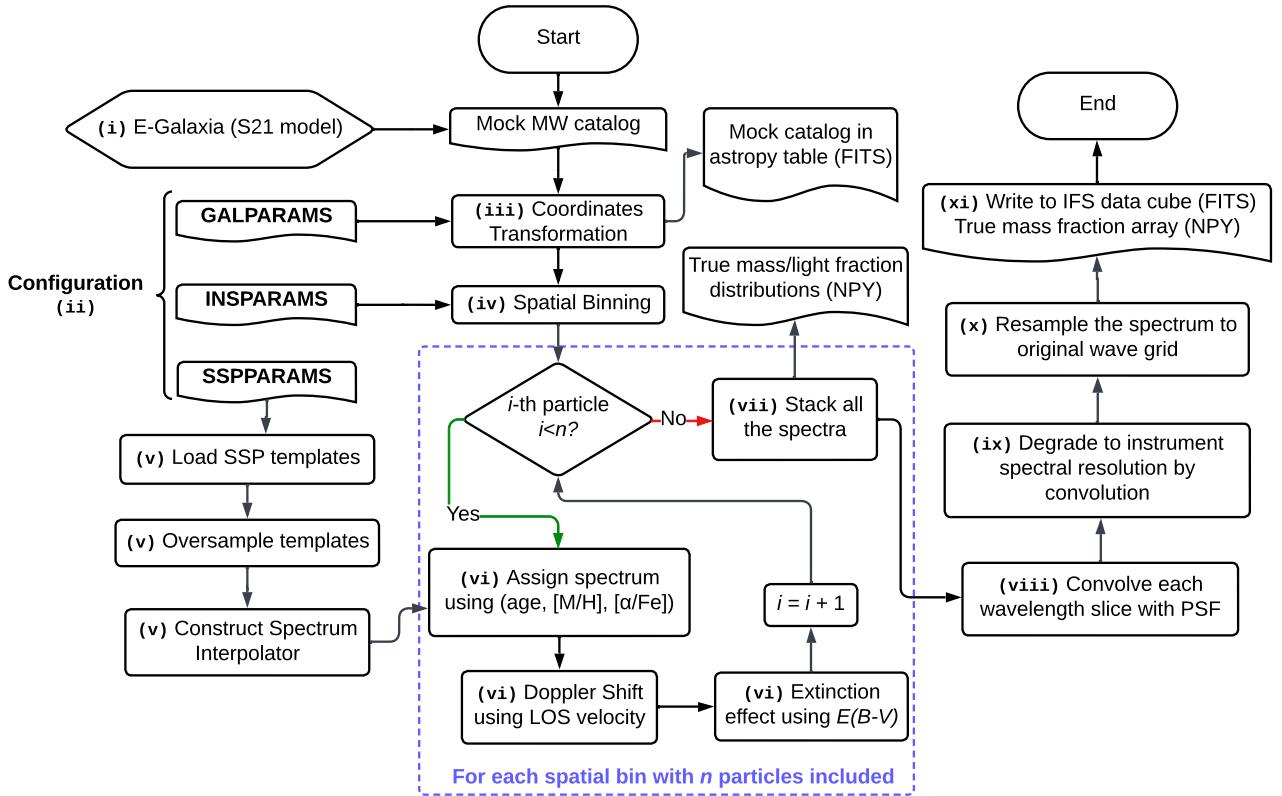 Start
(i) E-Galaxia (S21 model)
Mock MW catalog
Mock catalog in
astropy table (FITS)
End
Configuration
(ii)
GALPARAMS
INSPARAMS
SSPPARAMS
(iii) Coordinates
Transformation
(iv) Spatial Binning
True mass/light fraction
distributions (NPY)
(v) Load SSP templates
(v) Oversample templates
(v) Construct Spectrum
Interpolator
i-th particle
i<n?
No
Yes
(vii) Stack all
the spectra
(vi) Assign spectrum
using (age, [M/H], [α/Fe])
(vi) Doppler Shift
using LOS velocity
(vi) Extinction
effect using E(B-V)
i = i + 1
For each spatial bin with n particles included
(viii) Convolve each
wavelength slice with PSF
(ix) Degrade to instrument
spectral resolution by
convolution
(x) Resample the spectrum to
original wave grid
(xi) Write to IFS data cube (FITS)
True mass fraction array (NPY)